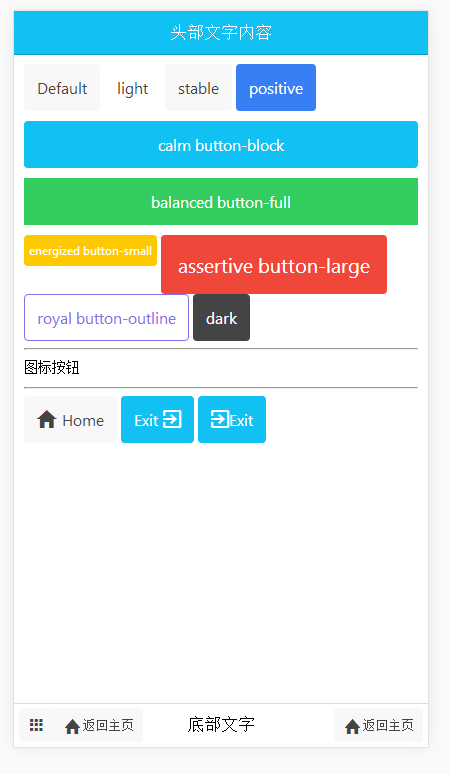 头部文字内容
Default light stable positive
calm button-block
balanced button-full
energized button-small assertive button-large
royal button-outline dark
图标按钮
Home Exit Exit
返回主页 底部文字 返回主页